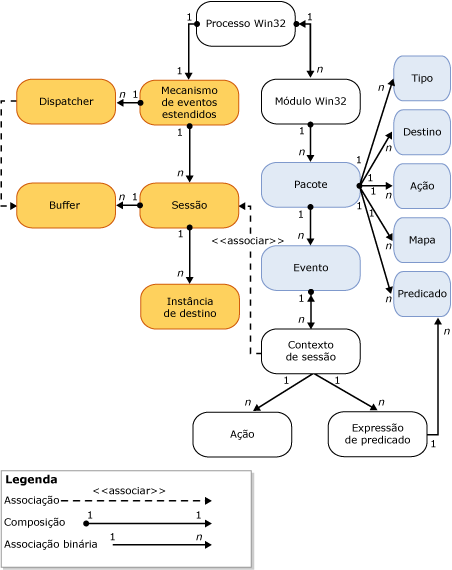 1
Processo Win32
1
1
n
Dispatcher
n
1
Mecanismo
de eventos
estendidos
Módulo Win32
n
Tipo
1
1
n
Destino
n
n
1
Buffer
n
1
Sessão
Pacote
1
1
n
Ação
1
1
n
<<associar>>
1
n
Mapa
n
Evento
n
Predicado
Instância
de destino
1
n
n
Contexto
de sessão
1
1
n
n
Ação
Expressão
de predicado
1
Legenda
Associação
<<associar>>
Composição
1
1
Associação binária
1
n